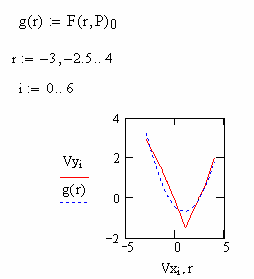 g(r) := F(r,P)₀
r := −3,−2.5..4
i := 0..6
4
2
0
−2
−5
0
5
Vyᵢ
g(r)
Vxᵢ,r